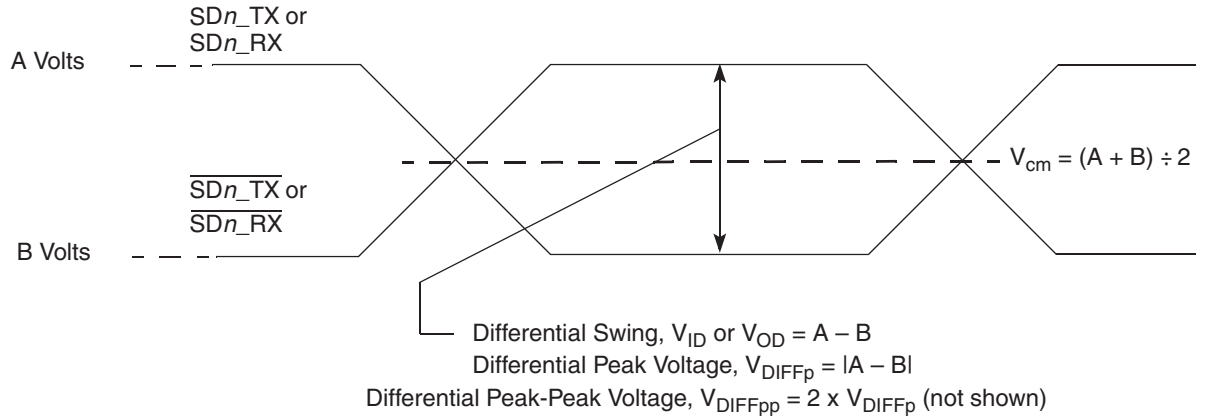 SDn_TX or
SDn_RX
A Volts
Vcm = (A + B) ÷ 2
SDn_TX or
SDn_RX
B Volts
Differential Swing, VID or VOD = A – B
Differential Peak Voltage, VDIFFp = |A – B|
Differential Peak-Peak Voltage, VDIFFpp = 2 x VDIFFp (not shown)